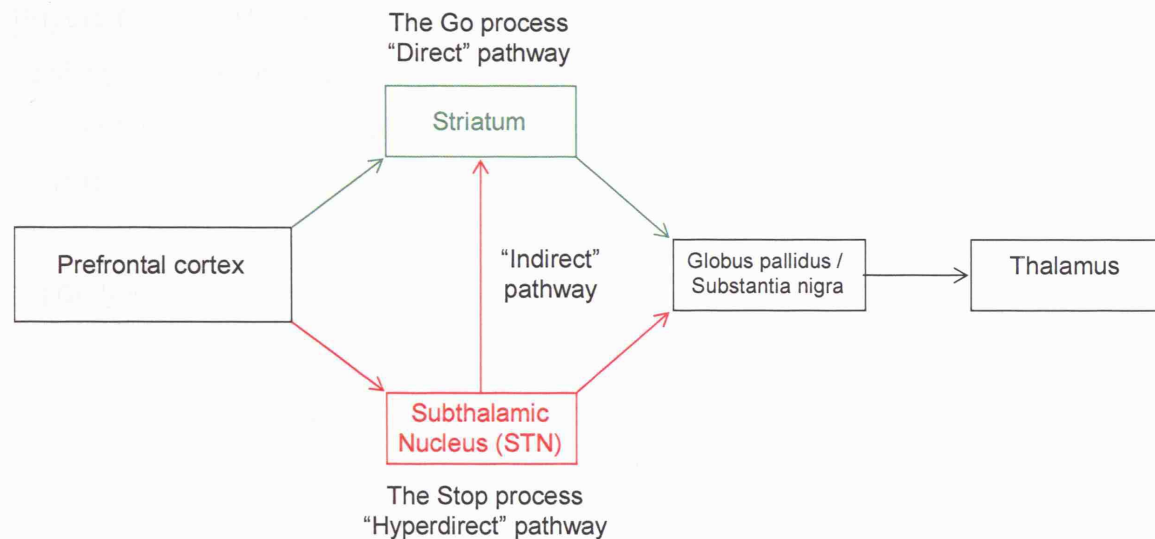 The Go process
“Direct” pathway
Striatum
Prefrontal cortex
“Indirect”
pathway
Globus pallidus /
Substantia nigra
Thalamus
Subthalamic
Nucleus (STN)
The Stop process
“Hyperdirect” pathway